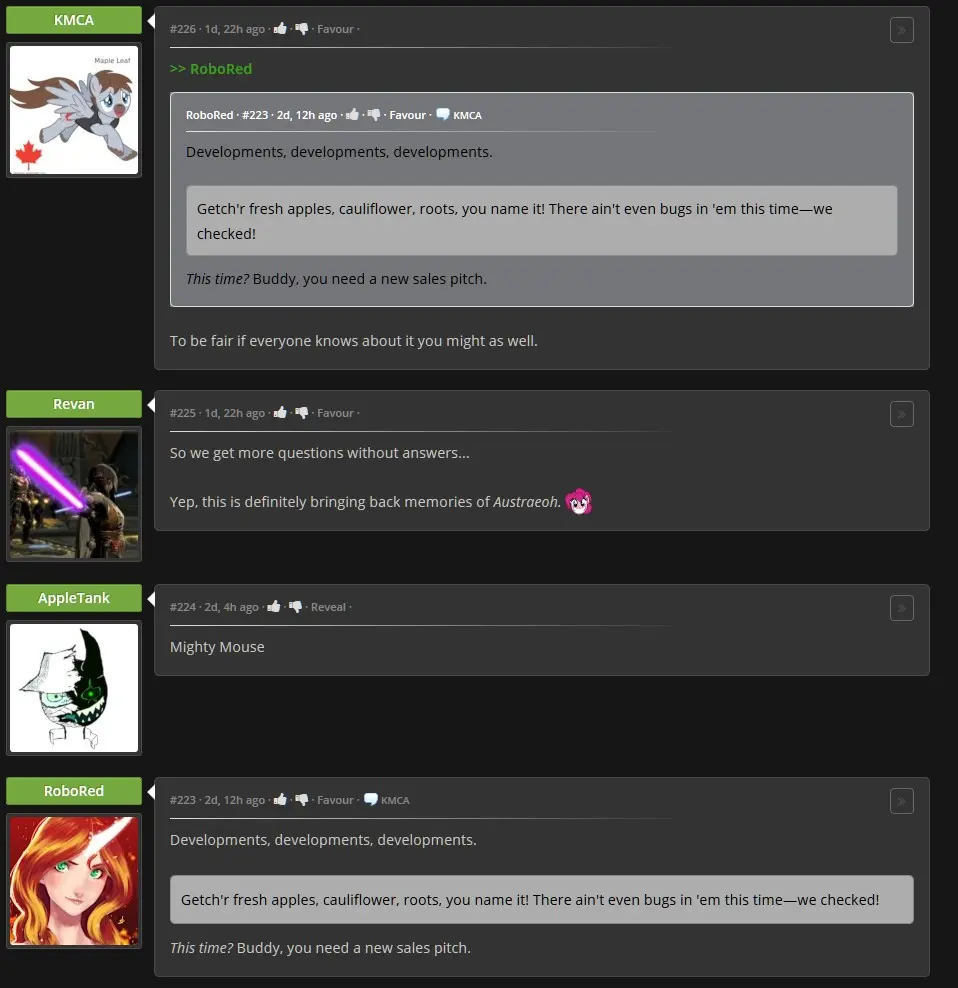 KMCA
#226 · 1d, 22h ago · · · Favour ·
Maple Leaf
>> RoboRed
RoboRed · #223 · 2d, 12h ago · · · Favour · KMCA
Developments, developments, developments.
Getch'r fresh apples, cauliflower, roots, you name it! There ain't even bugs in 'em this time—we
checked!
This time? Buddy, you need a new sales pitch.
To be fair if everyone knows about it you might as well.
Revan
#225 · 1d, 22h ago · · · Favour ·
So we get more questions without answers...
Yep, this is definitely bringing back memories of Austraeoh.
AppleTank
#224 · 2d, 4h ago · · · Reveal ·
Mighty Mouse
RoboRed
#223 · 2d, 12h ago · · · Favour · KMCA
Developments, developments, developments.
Getch'r fresh apples, cauliflower, roots, you name it! There ain't even bugs in 'em this time—we checked!
This time? Buddy, you need a new sales pitch.